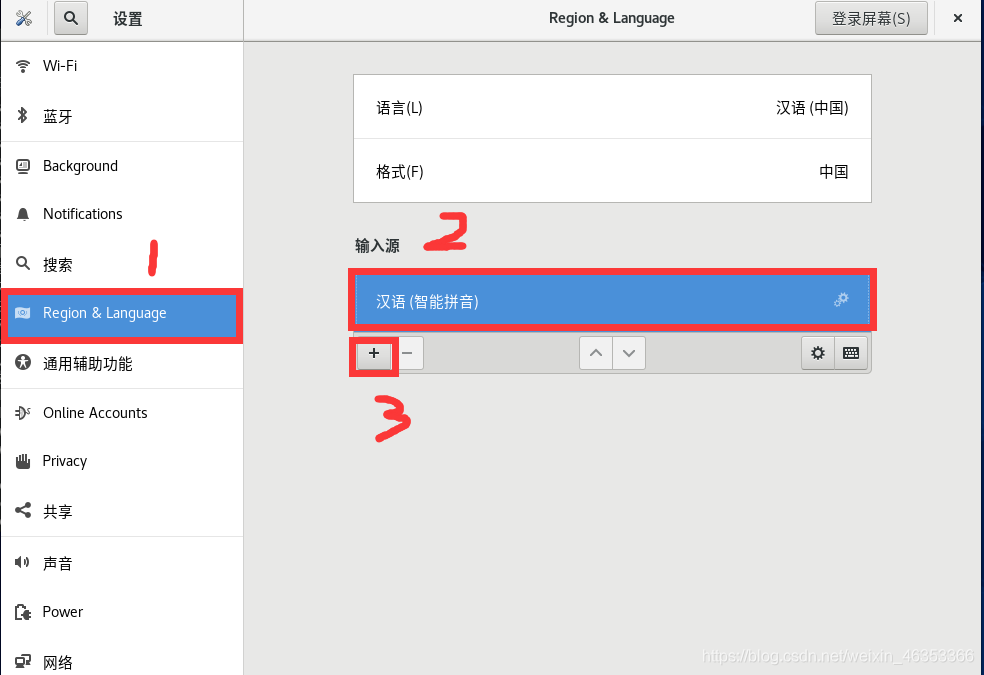 设置
Region & Language
登录屏幕(S)
Wi-Fi
蓝牙
Background
Notifications
搜索
Region & Language
通用辅助功能
Online Accounts
Privacy
共享
声音
Power
网络
语言(L) 汉语 (中国)
格式(F) 中国
输入源
汉语 (智能拼音)
1
2
3
https://blog.csdn.net/weixin_46353366